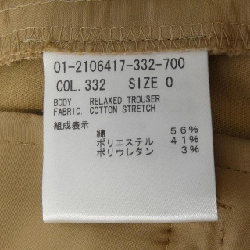 01-2106417-332-700
COL. 332 SIZE 0
BODY RELAXED TROUSER
FABRIC. COTTON STRETCH
組成表示
綿 56%
ポリエステル 41%
ポリウレタン 3%